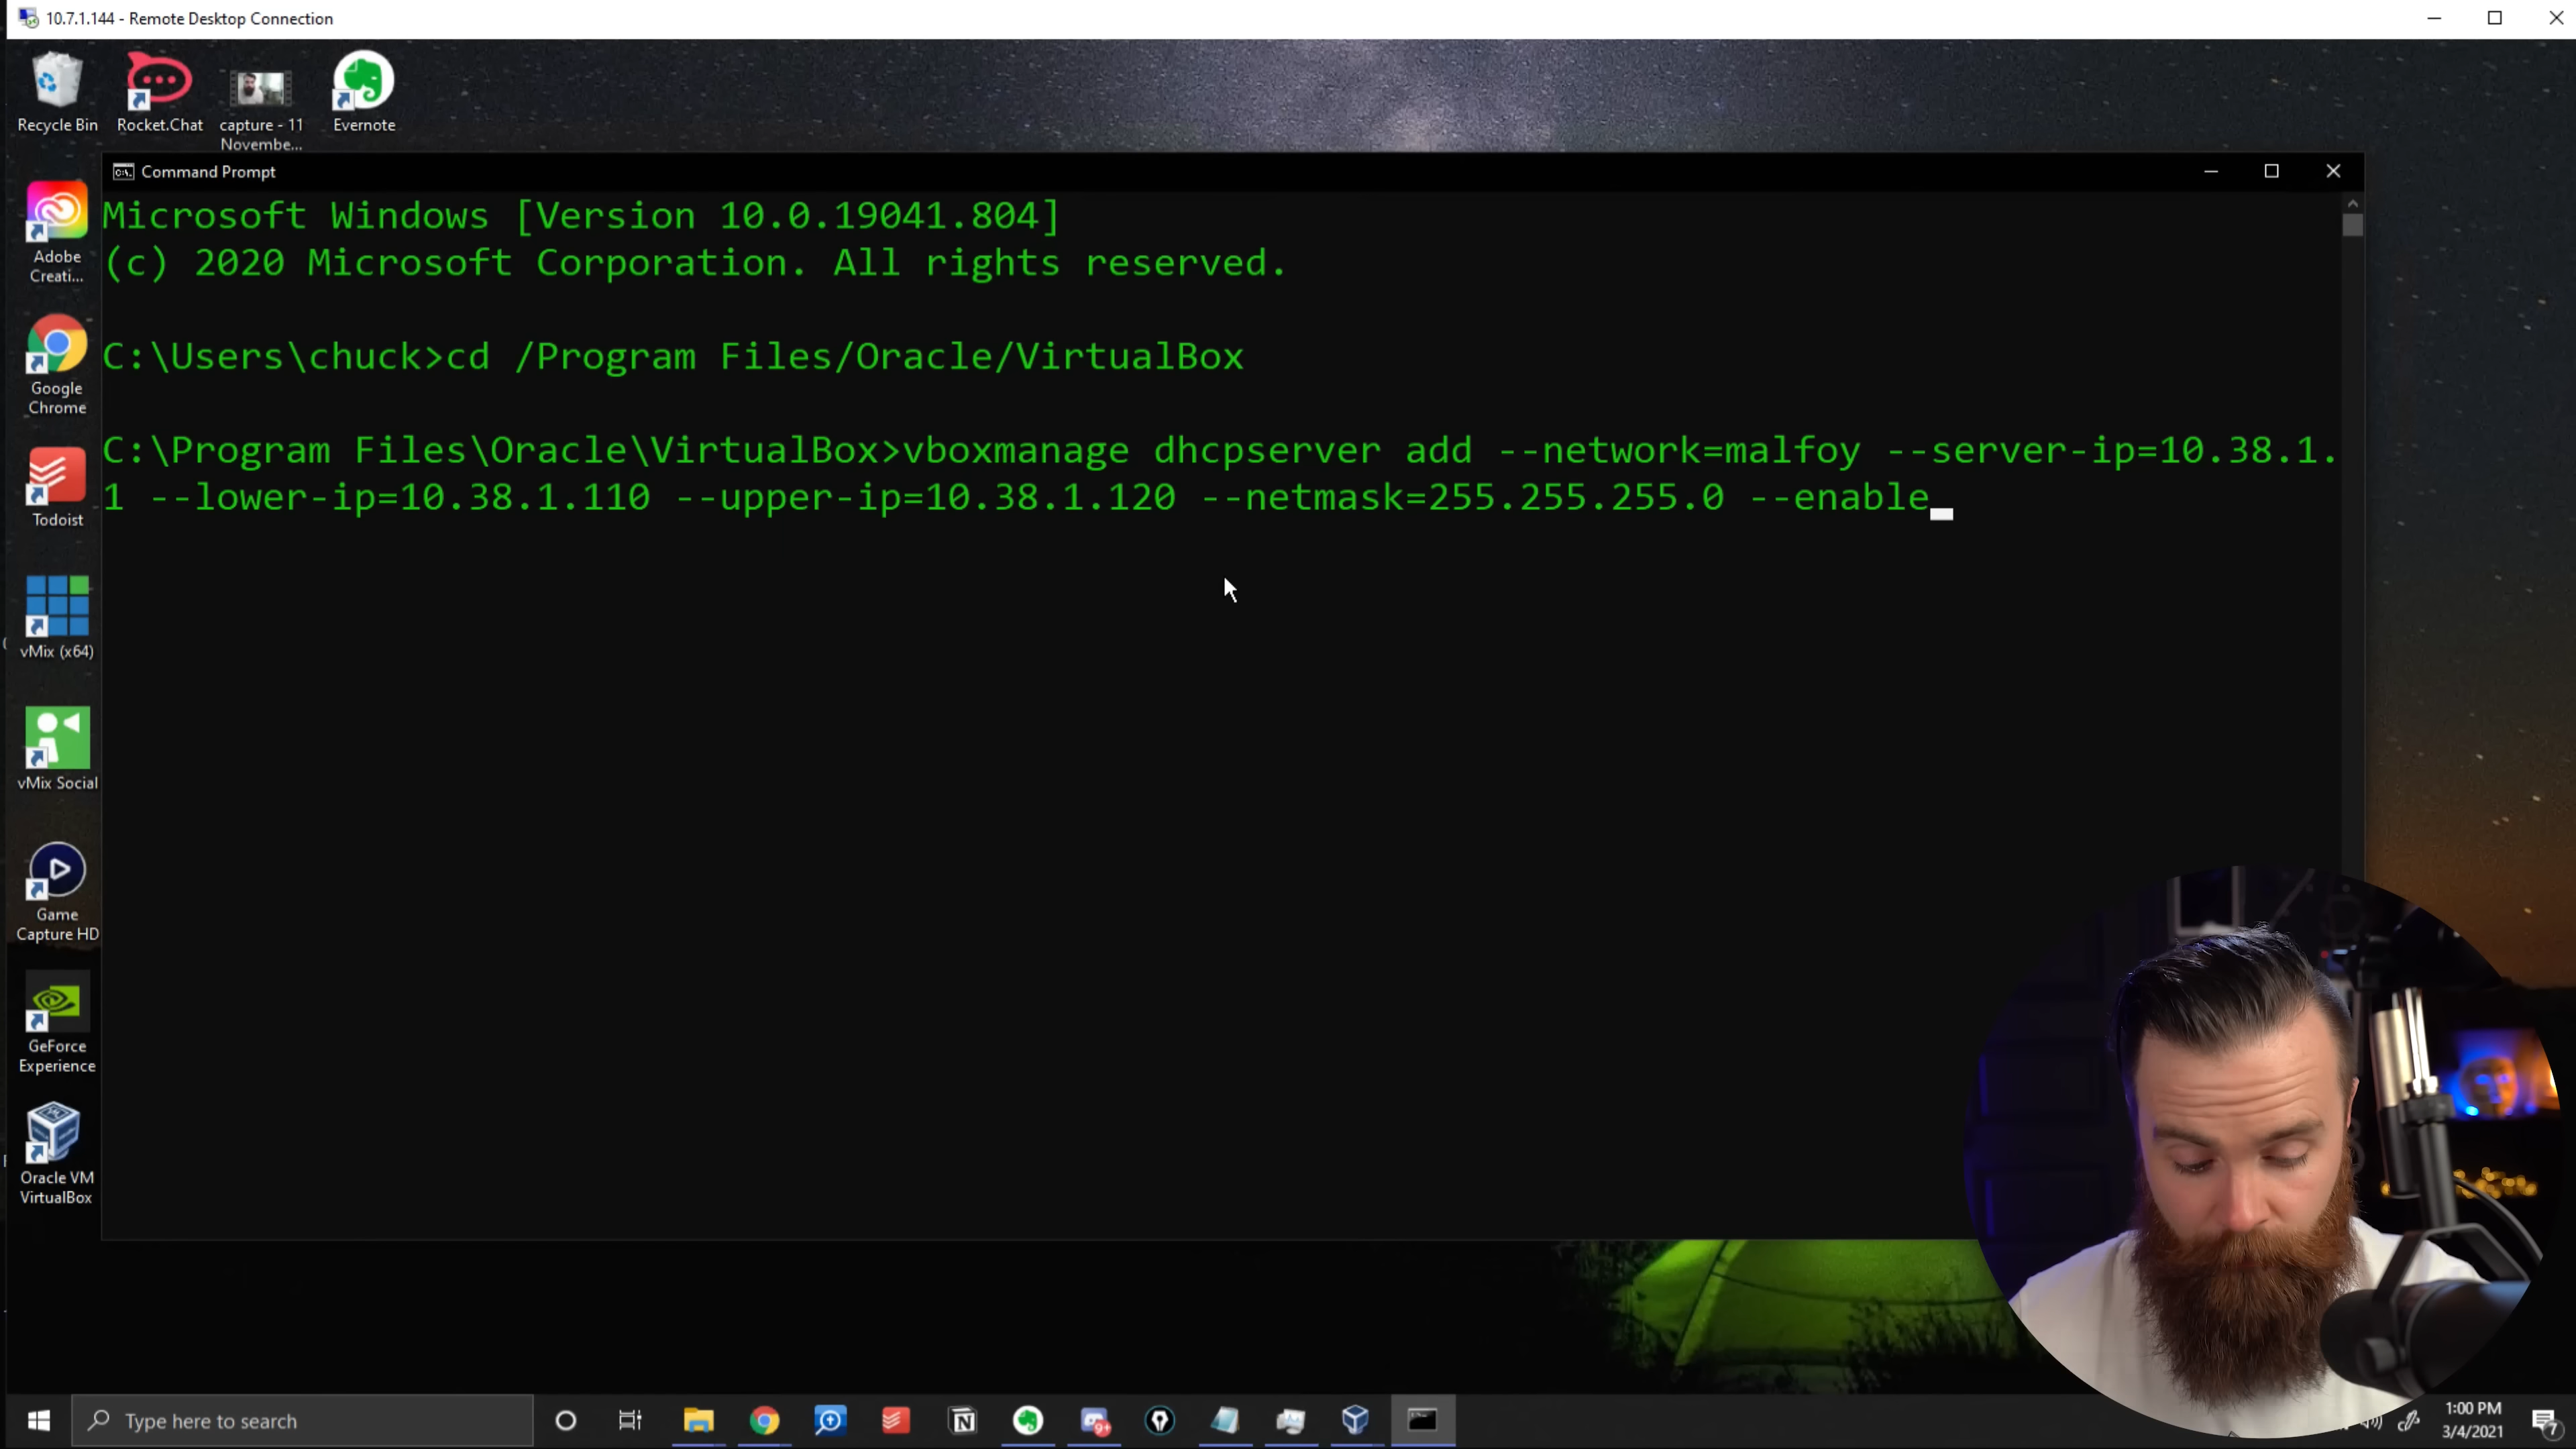 10.7.1.144 - Remote Desktop Connection
Recycle Bin
Rocket.Chat
capture - 11
Novembe...
Evernote
Command Prompt
Microsoft Windows [Version 10.0.19041.804]
(c) 2020 Microsoft Corporation. All rights reserved.
C:\Users\chuck>cd /Program Files/Oracle/VirtualBox
C:\Program Files\Oracle\VirtualBox>vboxmanage dhcpserver add --network=malfoy --server-ip=10.38.1.
1 --lower-ip=10.38.1.110 --upper-ip=10.38.1.120 --netmask=255.255.255.0 --enable
Adobe
Creati...
Google
Chrome
Todoist
vMix (x64)
vMix Social
Game
Capture HD
GeForce
Experience
Oracle VM
VirtualBox
Type here to search
9+
1:00 PM
3/4/2021
7